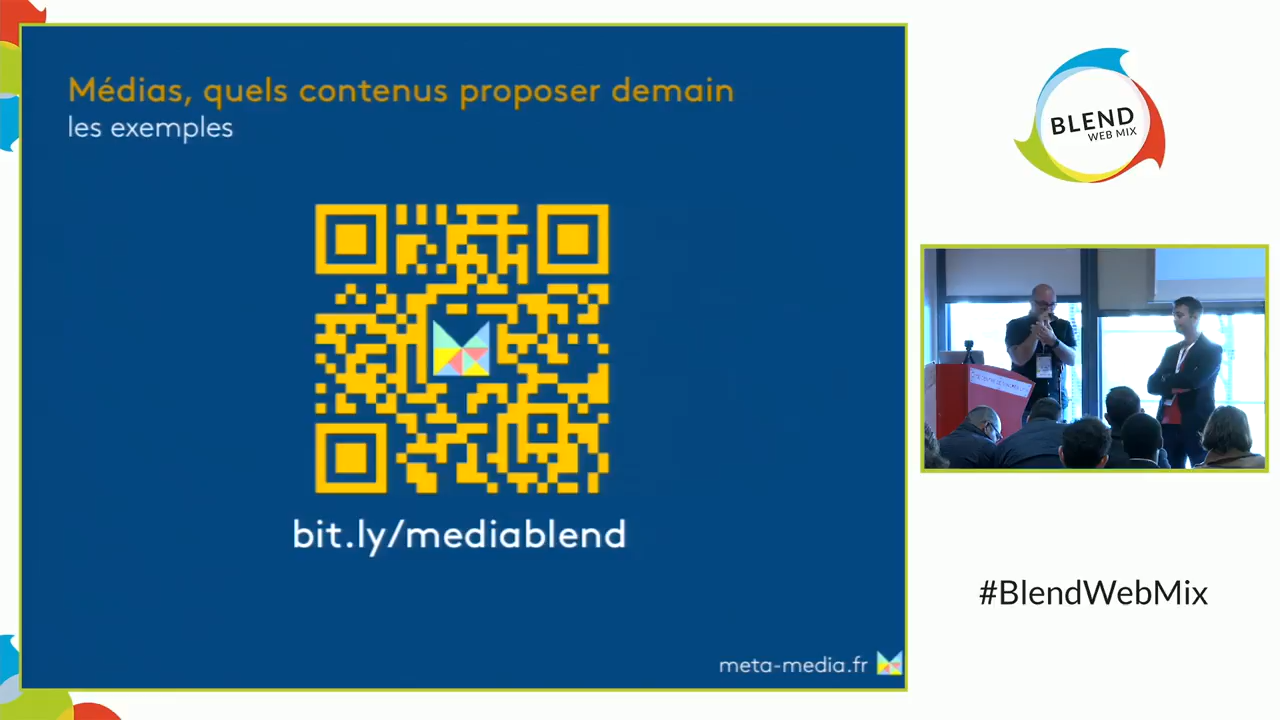 Médias, quels contenus proposer demain
les exemples
bit.ly/mediablend
meta-media.fr
BLEND
WEB MIX
#BlendWebMix